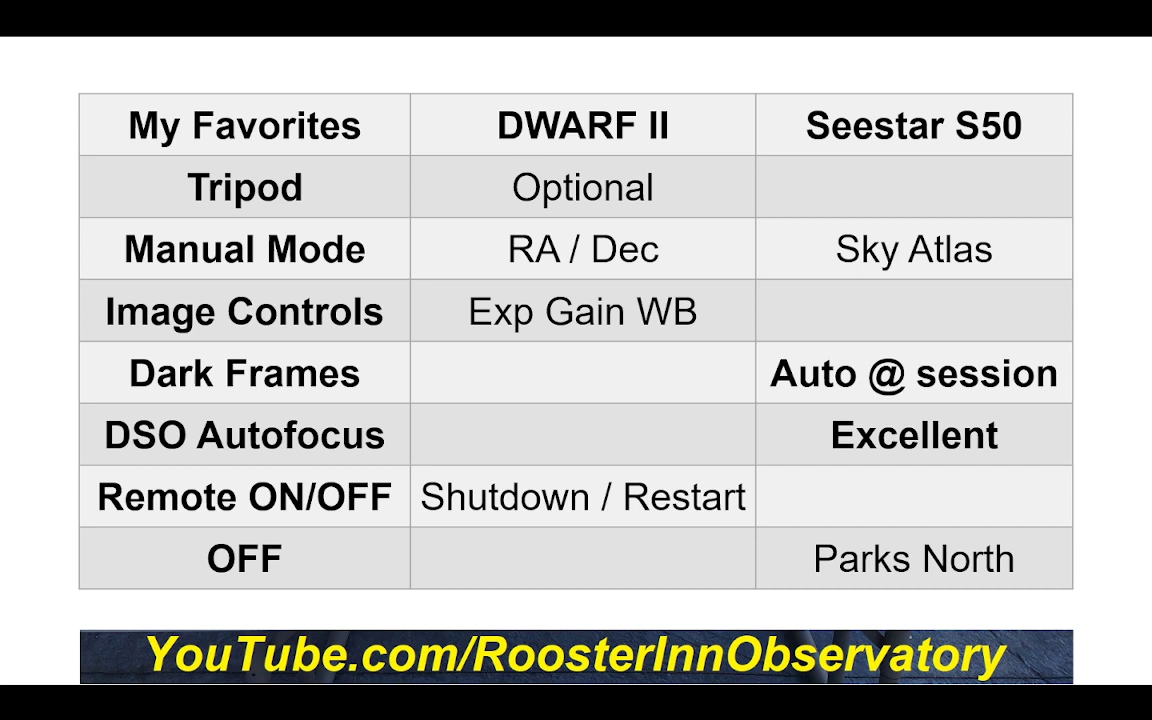 My Favorites DWARF II Seestar S50
Tripod Optional
Manual Mode RA / Dec Sky Atlas
Image Controls Exp Gain WB
Dark Frames Auto @ session
DSO Autofocus Excellent
Remote ON/OFF Shutdown / Restart
OFF Parks North
YouTube.com/RoosterInnObservatory